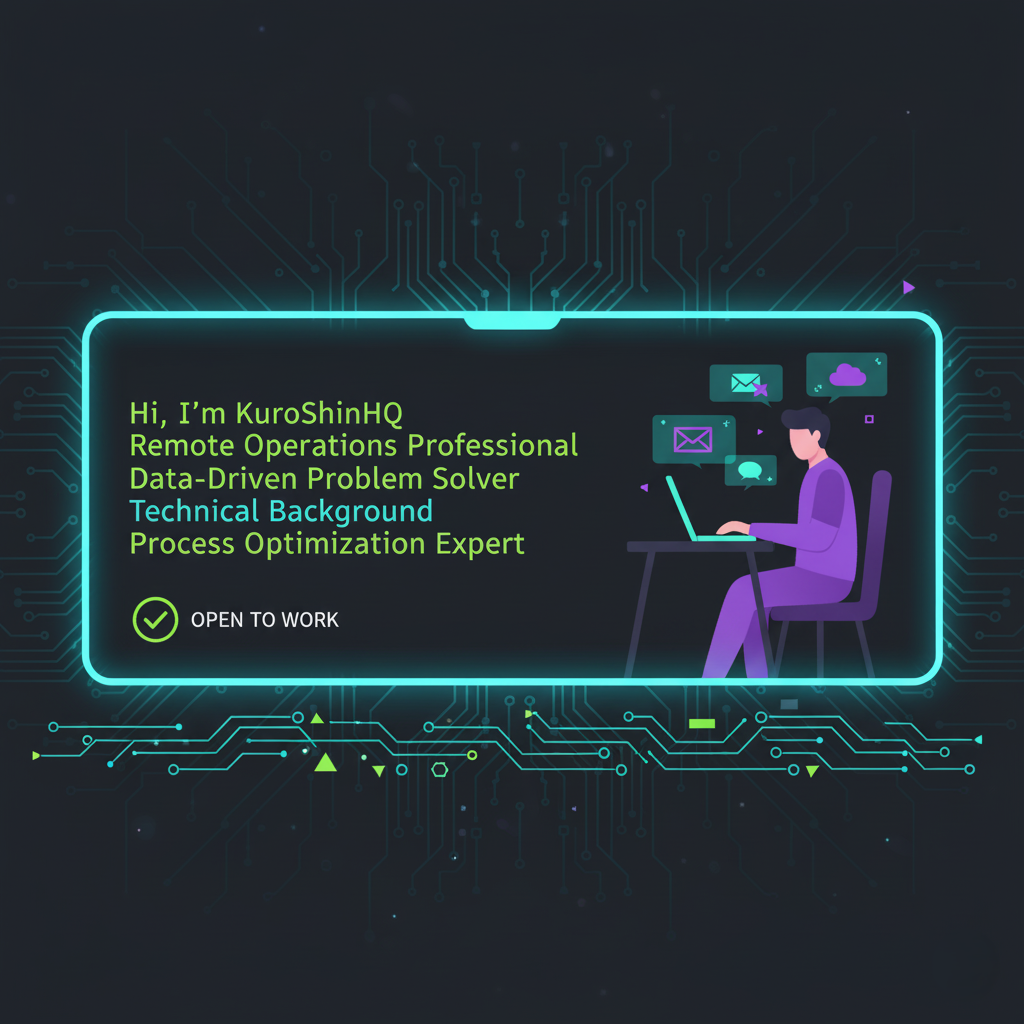 Hi, I'm KuroShinHQ
Remote Operations Professional
Data-Driven Problem Solver
Technical Background
Process Optimization Expert
OPEN TO WORK